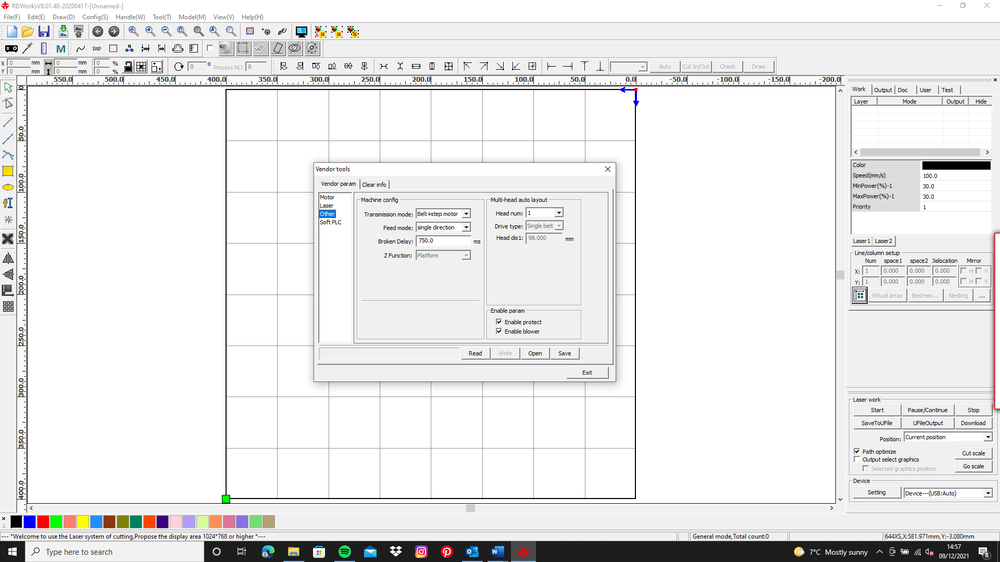 RDWorksV8.01.48-20200417-[Unnamed-]
File(F) Edit(E) Draw(D) Config(S) Handle(W) Tool(T) Model(M) View(V) Help(H)
M BMP
X 0 mm 0 mm 0 % 0 ° Process NO: 0 Auto Cut In/Out Check Draw
Y 0 mm 0 mm 0 %
550.0 500.0 450.0 400.0 350.0 300.0 250.0 200.0 150.0 100.0 50.0 0.0 -50.0 -100.0 -150.0 -200.0
0
50.0
100.0
150.0
200.0
250.0
300.0
350.0
400.0
Vendor tools
Vendor param Clear info
Motor
Laser
Other
Soft PLC
Machine config
Transmission mode: Belt+step motor
Feed mode: single direction
Broken Delay: 750.0 ms
Z Function: Platform
Multi-head auto layout
Head num: 1
Drive type: Single belt
Head dis1: 98.000 mm
Enable param
Enable protect
Enable blower
Read Write Open Save
Exit
Work Output Doc User Test
Layer Mode Output Hide
Color
Speed(mm/s) 100.0
MinPower(%)-1 30.0
MaxPower(%)-1 30.0
Priority 1
Laser1 Laser2
Line/column setup
Num space1 space2 Dislocation Mirror
X: 1 0.000 0.000 0.000 H V
Y: 1 0.000 0.000 0.000 H V
Virtual array Bestrew... Nesting ...
Laser work
Start Pause/Continue Stop
SaveToUFile UFileOutput Download
Position: Current position
Path optimize Cut scale
Output select graphics
Selected graphics position Go scale
Device
Setting Device---(USB:Auto)
--- *Welcome to use the Laser system of cutting,Propose the display area 1024*768 or higher *--- General mode,Total count:0 644XS,X:581.971mm,Y:-3.080mm
Type here to search 7°C Mostly sunny 14:57
09/12/2021 8